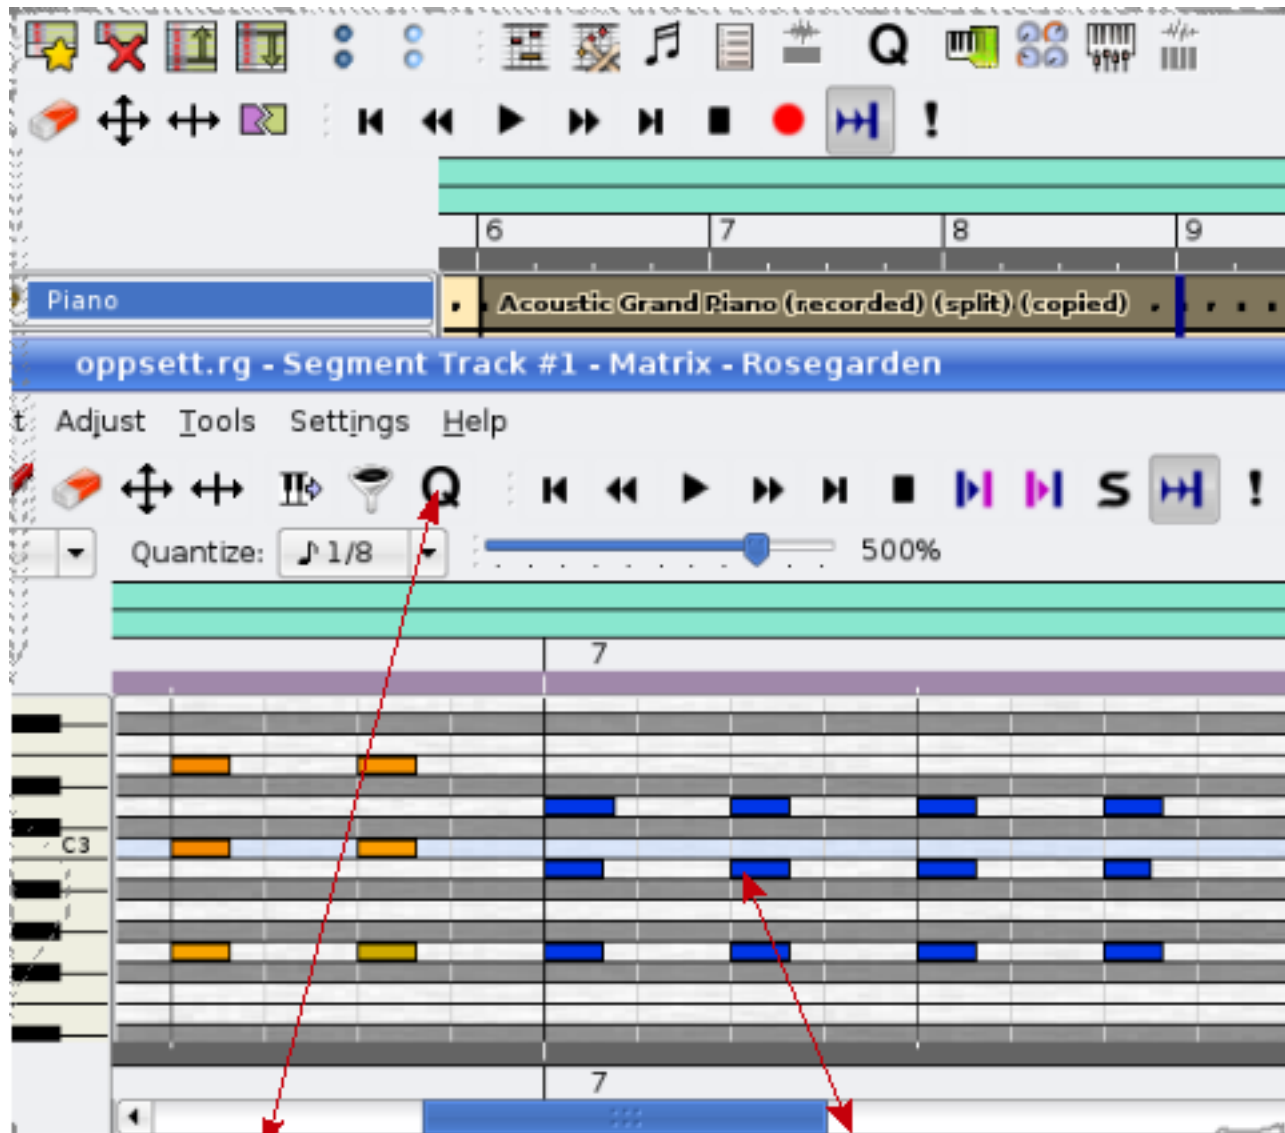 Q
!
6 7 8 9
Piano
Acoustic Grand Piano (recorded) (split) (copied)
oppsett.rg - Segment Track #1 - Matrix - Rosegarden
t Adjust Tools Settings Help
Q S !
Quantize: 1/8 500%
7
C3
7